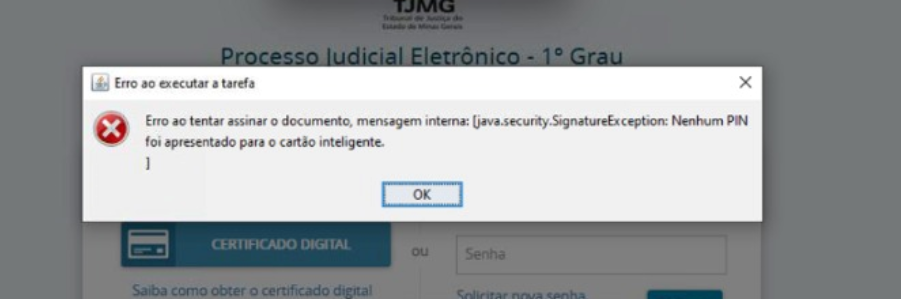 TJMG
Tribunal de Justiça do
Estado de Minas Gerais
Processo Judicial Eletrônico - 1º Grau
Erro ao executar a tarefa
Erro ao tentar assinar o documento, mensagem interna: [java.security.SignatureException: Nenhum PIN
foi apresentado para o cartão inteligente.
]
OK
CERTIFICADO DIGITAL
ou
Senha
Saiba como obter o certificado digital
Solicitar nova senha